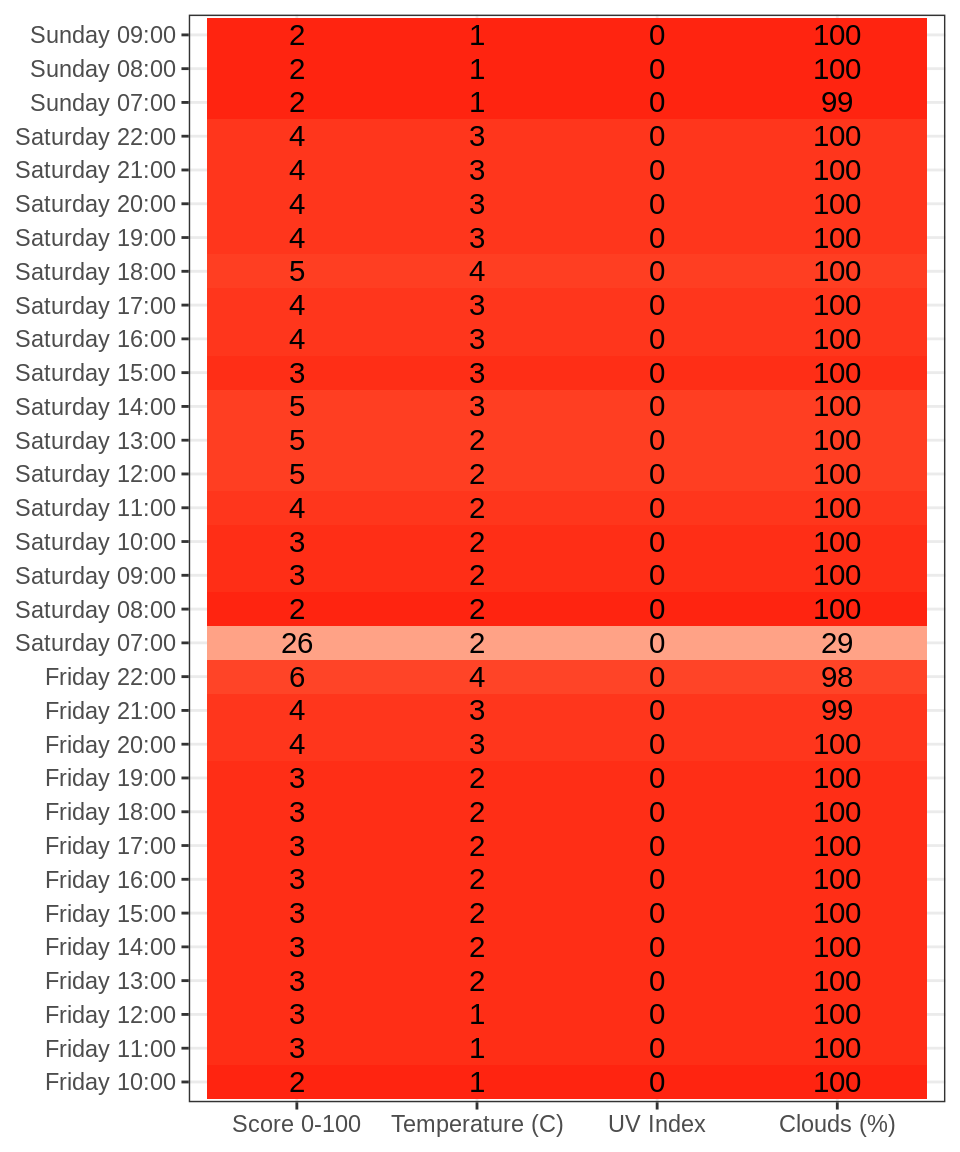 Sunday 09:00 2 1 0 100
Sunday 08:00 2 1 0 100
Sunday 07:00 2 1 0 99
Saturday 22:00 4 3 0 100
Saturday 21:00 4 3 0 100
Saturday 20:00 4 3 0 100
Saturday 19:00 4 3 0 100
Saturday 18:00 5 4 0 100
Saturday 17:00 4 3 0 100
Saturday 16:00 4 3 0 100
Saturday 15:00 3 3 0 100
Saturday 14:00 5 3 0 100
Saturday 13:00 5 2 0 100
Saturday 12:00 5 2 0 100
Saturday 11:00 4 2 0 100
Saturday 10:00 3 2 0 100
Saturday 09:00 3 2 0 100
Saturday 08:00 2 2 0 100
Saturday 07:00 26 2 0 29
Friday 22:00 6 4 0 98
Friday 21:00 4 3 0 99
Friday 20:00 4 3 0 100
Friday 19:00 3 2 0 100
Friday 18:00 3 2 0 100
Friday 17:00 3 2 0 100
Friday 16:00 3 2 0 100
Friday 15:00 3 2 0 100
Friday 14:00 3 2 0 100
Friday 13:00 3 2 0 100
Friday 12:00 3 1 0 100
Friday 11:00 3 1 0 100
Friday 10:00 2 1 0 100
Score 0-100 Temperature (C) UV Index Clouds (%)